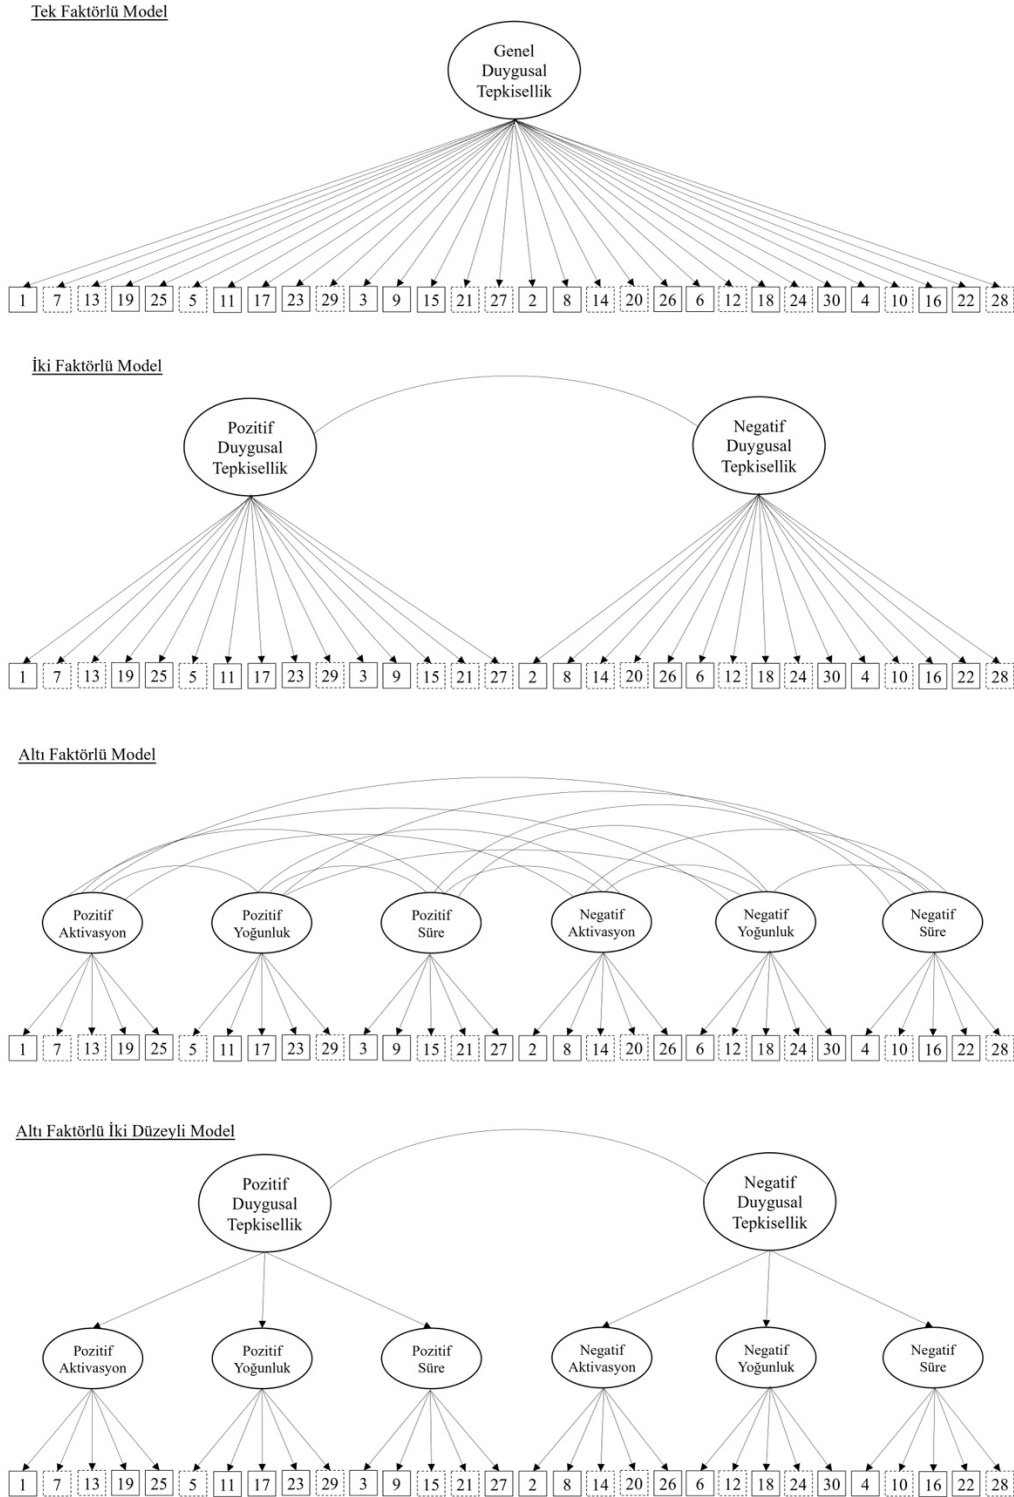 Tek Faktörlü Model
Genel
Duygusal
Tepkisellik
1 7 13 19 25 5 11 17 23 29 3 9 15 21 27 2 8 14 20 26 6 12 18 24 30 4 10 16 22 28
İki Faktörlü Model
Pozitif
Duygusal
Tepkisellik
Negatif
Duygusal
Tepkisellik
1 7 13 19 25 5 11 17 23 29 3 9 15 21 27 2 8 14 20 26 6 12 18 24 30 4 10 16 22 28
Altı Faktörlü Model
Pozitif
Aktivasyon
Pozitif
Yoğunluk
Pozitif
Süre
Negatif
Aktivasyon
Negatif
Yoğunluk
Negatif
Süre
1 7 13 19 25 5 11 17 23 29 3 9 15 21 27 2 8 14 20 26 6 12 18 24 30 4 10 16 22 28
Altı Faktörlü İki Düzeyli Model
Pozitif
Duygusal
Tepkisellik
Negatif
Duygusal
Tepkisellik
Pozitif
Aktivasyon
Pozitif
Yoğunluk
Pozitif
Süre
Negatif
Aktivasyon
Negatif
Yoğunluk
Negatif
Süre
1 7 13 19 25 5 11 17 23 29 3 9 15 21 27 2 8 14 20 26 6 12 18 24 30 4 10 16 22 28